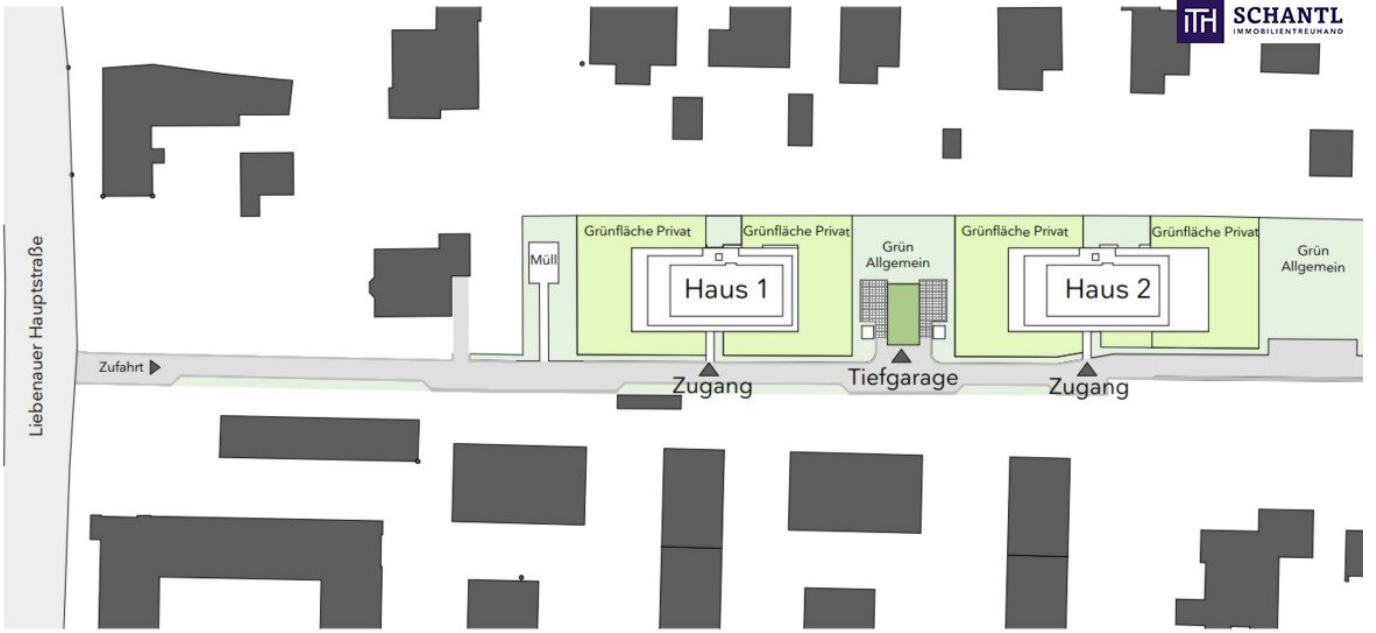 ITH SCHANTL
IMMOBILIENTREUHAND
Liebenauer Hauptstraße
Zufahrt
Müll
Grünfläche Privat
Grünfläche Privat
Haus 1
Zugang
Grün
Allgemein
Tiefgarage
Grünfläche Privat
Grünfläche Privat
Haus 2
Zugang
Grün
Allgemein